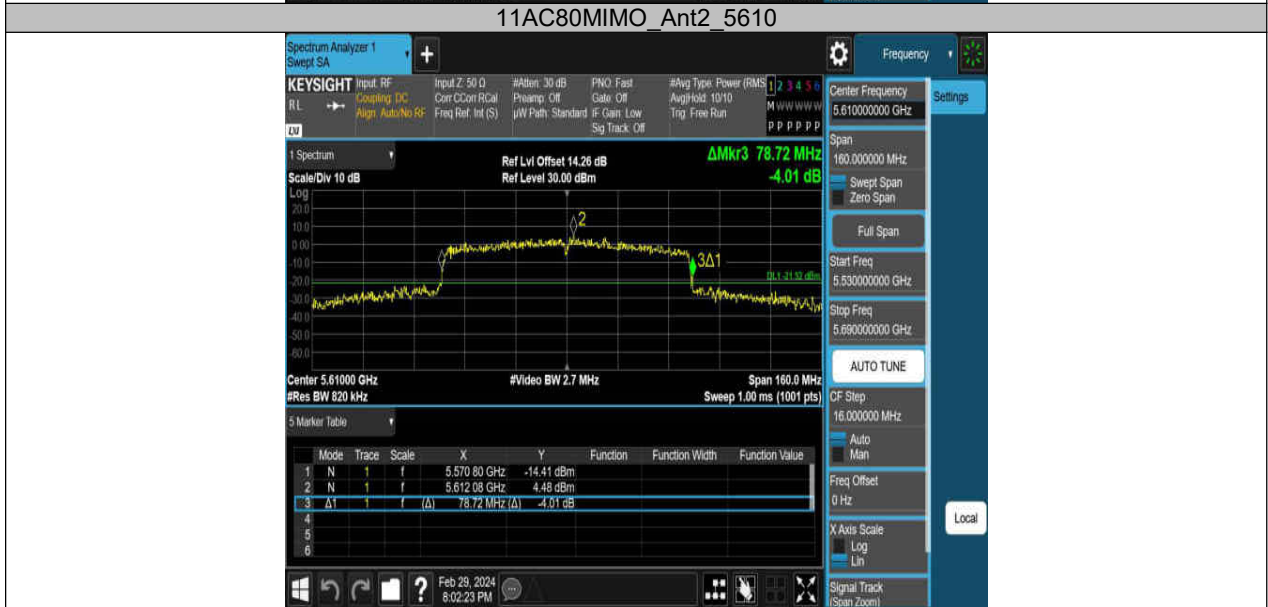 11AC80MIMO_Ant2_5610
Spectrum Analyzer 1
Swept SA
+
Frequency
KEYSIGHT
Input: RF
Coupling: DC
Align: Auto/No RF
Input Z: 50 Ω
Corr CCorr RCal
Freq Ref: Int (S)
#Atten: 30 dB
Preamp: Off
µW Path: Standard
PNO: Fast
Gate: Off
IF Gain: Low
Sig Track: Off
#Avg Type: Power (RMS
Avg|Hold: 10/10
Trig: Free Run
1 2 3 4 5 6
M W W W W W
P P P P P P
RL
LXI
Center Frequency
5.610000000 GHz
Settings
Span
160.000000 MHz
Swept Span
Zero Span
Full Span
Start Freq
5.530000000 GHz
Stop Freq
5.690000000 GHz
AUTO TUNE
CF Step
16.000000 MHz
Auto
Man
Freq Offset
0 Hz
X Axis Scale
Log
Lin
Signal Track
(Span Zoom)
Local
1 Spectrum
Scale/Div 10 dB
Log
Ref Lvl Offset 14.26 dB
Ref Level 30.00 dBm
ΔMkr3 78.72 MHz
-4.01 dB
20.0
10.0
0.00
-10.0
-20.0
-30.0
-40.0
-50.0
-60.0
2
3Δ1
DL1 -21.52 dBm
Center 5.61000 GHz
#Res BW 820 kHz
#Video BW 2.7 MHz
Span 160.0 MHz
Sweep 1.00 ms (1001 pts)
5 Marker Table
Mode Trace Scale X Y Function Function Width Function Value
1 N 1 f 5.570 80 GHz -14.41 dBm
2 N 1 f 5.612 08 GHz 4.48 dBm
3 Δ1 1 f (Δ) 78.72 MHz (Δ) -4.01 dB
4
5
6
?
Feb 29, 2024
8:02:23 PM